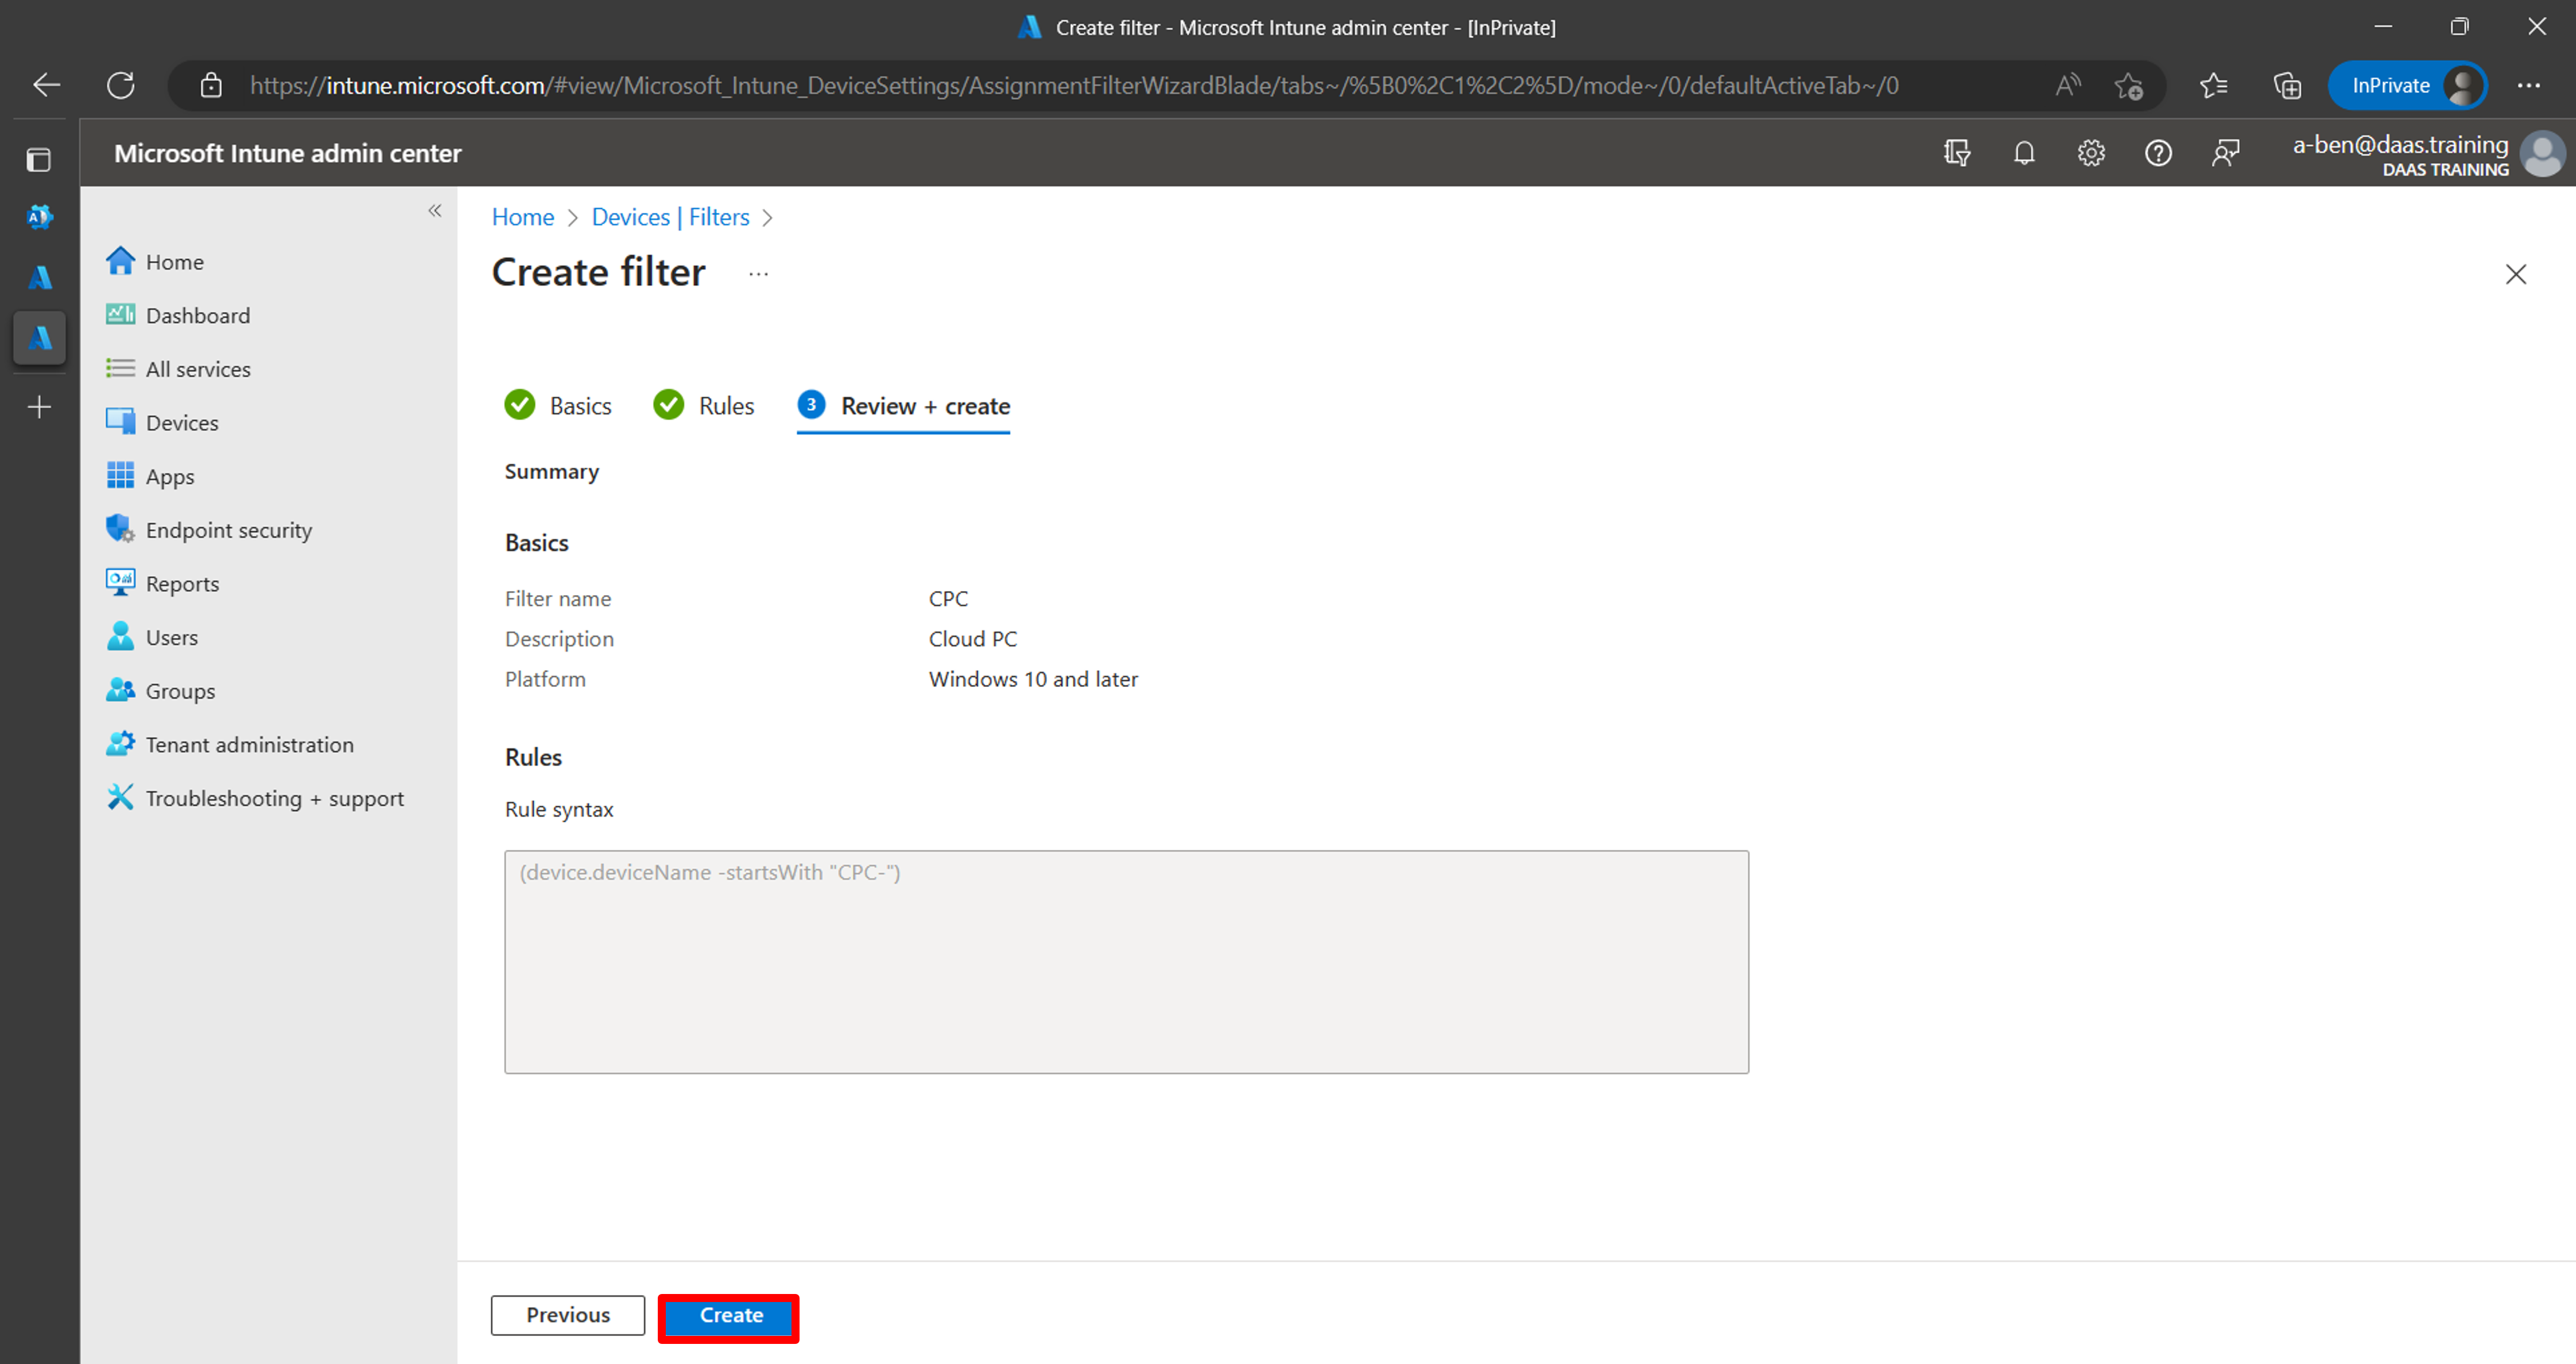 Create filter - Microsoft Intune admin center - [InPrivate]
https://intune.microsoft.com/#view/Microsoft_Intune_DeviceSettings/AssignmentFilterWizardBlade/tabs~/%5B0%2C1%2C2%5D/mode~/0/defaultActiveTab~/0
InPrivate
Microsoft Intune admin center
a-ben@daas.training
DAAS TRAINING
Home
Dashboard
All services
Devices
Apps
Endpoint security
Reports
Users
Groups
Tenant administration
Troubleshooting + support
Home > Devices | Filters >
Create filter ...
Basics Rules 3 Review + create
Summary
Basics
Filter name CPC
Description Cloud PC
Platform Windows 10 and later
Rules
Rule syntax
(device.deviceName -startsWith "CPC-")
Previous Create